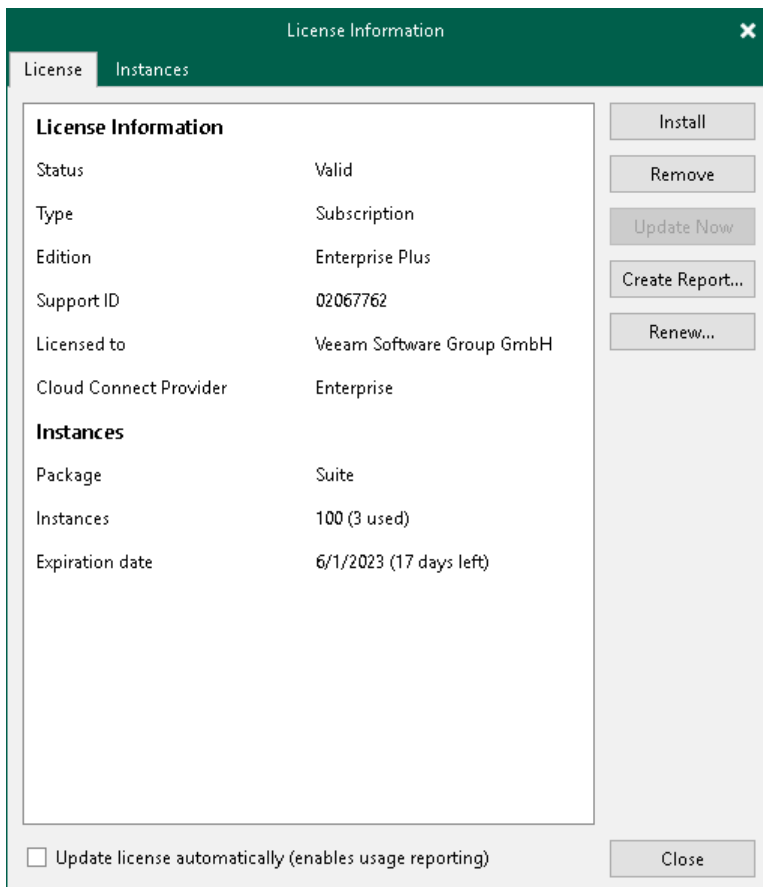 License Information
License Instances
License Information
Status Valid
Type Subscription
Edition Enterprise Plus
Support ID 02067762
Licensed to Veeam Software Group GmbH
Cloud Connect Provider Enterprise
Instances
Package Suite
Instances 100 (3 used)
Expiration date 6/1/2023 (17 days left)
Install
Remove
Update Now
Create Report...
Renew...
Update license automatically (enables usage reporting)
Close